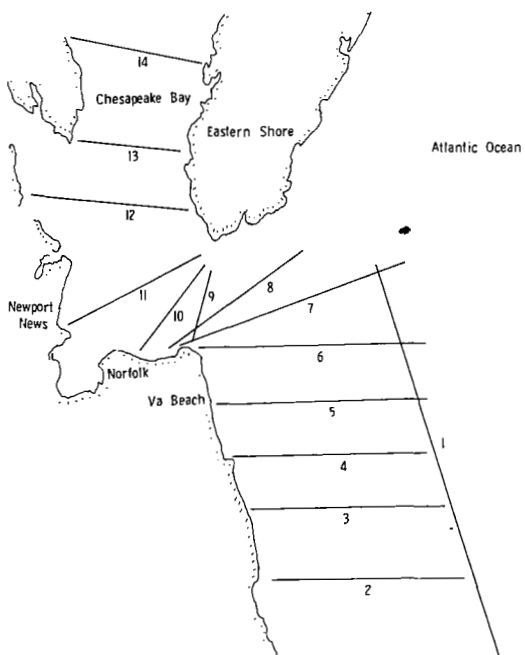 14
Chesapeake Bay
Eastern Shore
Atlantic Ocean
13
12
11
10
9
8
7
Newport
News
Norfolk
6
Va Beach
5
1
4
3
2